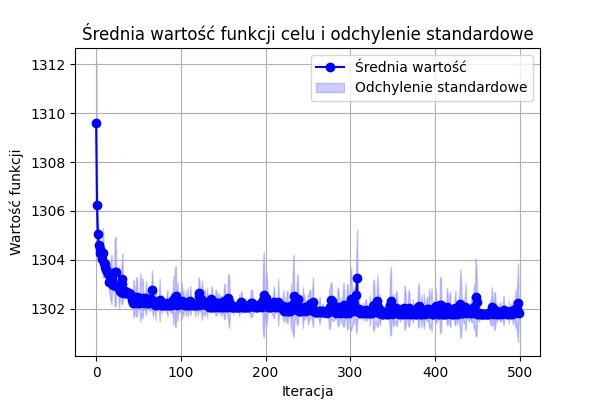 Średnia wartość funkcji celu i odchylenie standardowe
Średnia wartość
Odchylenie standardowe
Wartość funkcji
1312
1310
1308
1306
1304
1302
0 100 200 300 400 500
Iteracja